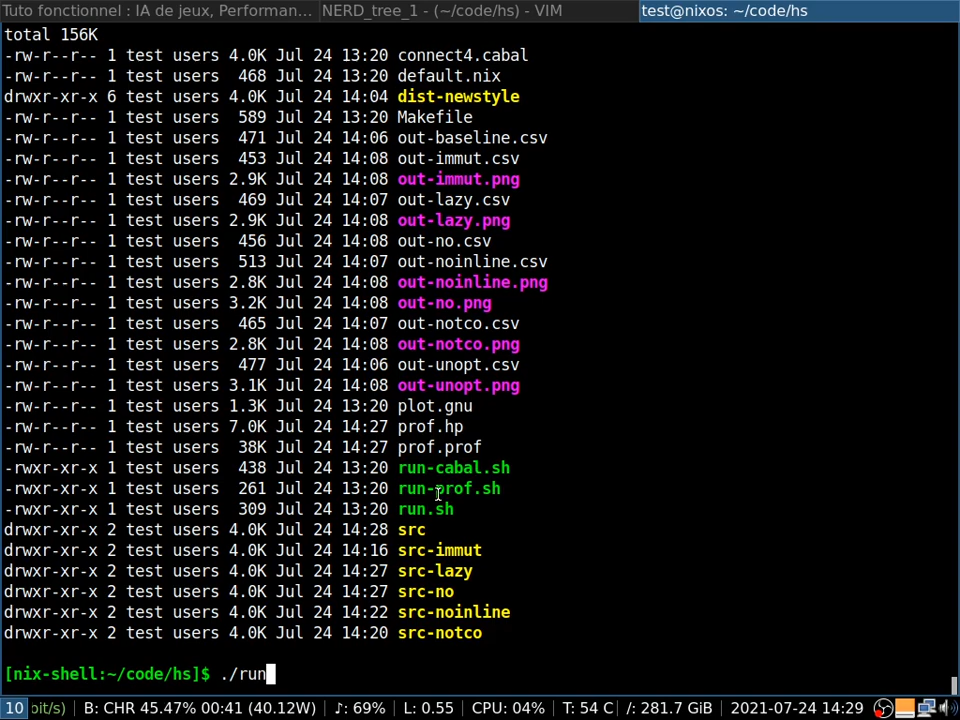 Tuto fonctionnel : IA de jeux, Performan... NERD_tree_1 - (~/code/hs) - VIM test@nixos: ~/code/hs
total 156K
-rw-r--r-- 1 test users 4.0K Jul 24 13:20 connect4.cabal
-rw-r--r-- 1 test users  468 Jul 24 13:20 default.nix
drwxr-xr-x 6 test users 4.0K Jul 24 14:04 dist-newstyle
-rw-r--r-- 1 test users  589 Jul 24 13:20 Makefile
-rw-r--r-- 1 test users  471 Jul 24 14:06 out-baseline.csv
-rw-r--r-- 1 test users  453 Jul 24 14:08 out-immut.csv
-rw-r--r-- 1 test users 2.9K Jul 24 14:08 out-immut.png
-rw-r--r-- 1 test users  469 Jul 24 14:07 out-lazy.csv
-rw-r--r-- 1 test users 2.9K Jul 24 14:08 out-lazy.png
-rw-r--r-- 1 test users  456 Jul 24 14:08 out-no.csv
-rw-r--r-- 1 test users  513 Jul 24 14:07 out-noinline.csv
-rw-r--r-- 1 test users 2.8K Jul 24 14:08 out-noinline.png
-rw-r--r-- 1 test users 3.2K Jul 24 14:08 out-no.png
-rw-r--r-- 1 test users  465 Jul 24 14:07 out-notco.csv
-rw-r--r-- 1 test users 2.8K Jul 24 14:08 out-notco.png
-rw-r--r-- 1 test users  477 Jul 24 14:06 out-unopt.csv
-rw-r--r-- 1 test users 3.1K Jul 24 14:08 out-unopt.png
-rw-r--r-- 1 test users 1.3K Jul 24 13:20 plot.gnu
-rw-r--r-- 1 test users 7.0K Jul 24 14:27 prof.hp
-rw-r--r-- 1 test users  38K Jul 24 14:27 prof.prof
-rwxr-xr-x 1 test users  438 Jul 24 13:20 run-cabal.sh
-rwxr-xr-x 1 test users  261 Jul 24 13:20 run-prof.sh
-rwxr-xr-x 1 test users  309 Jul 24 13:20 run.sh
drwxr-xr-x 2 test users 4.0K Jul 24 14:28 src
drwxr-xr-x 2 test users 4.0K Jul 24 14:16 src-immut
drwxr-xr-x 2 test users 4.0K Jul 24 14:27 src-lazy
drwxr-xr-x 2 test users 4.0K Jul 24 14:27 src-no
drwxr-xr-x 2 test users 4.0K Jul 24 14:22 src-noinline
drwxr-xr-x 2 test users 4.0K Jul 24 14:20 src-notco
[nix-shell:~/code/hs]$ ./run
10 bit/s) | B: CHR 45.47% 00:41 (40.12W) | ♪: 69% | L: 0.55 | CPU: 04% | T: 54 C | /: 281.7 GiB | 2021-07-24 14:29